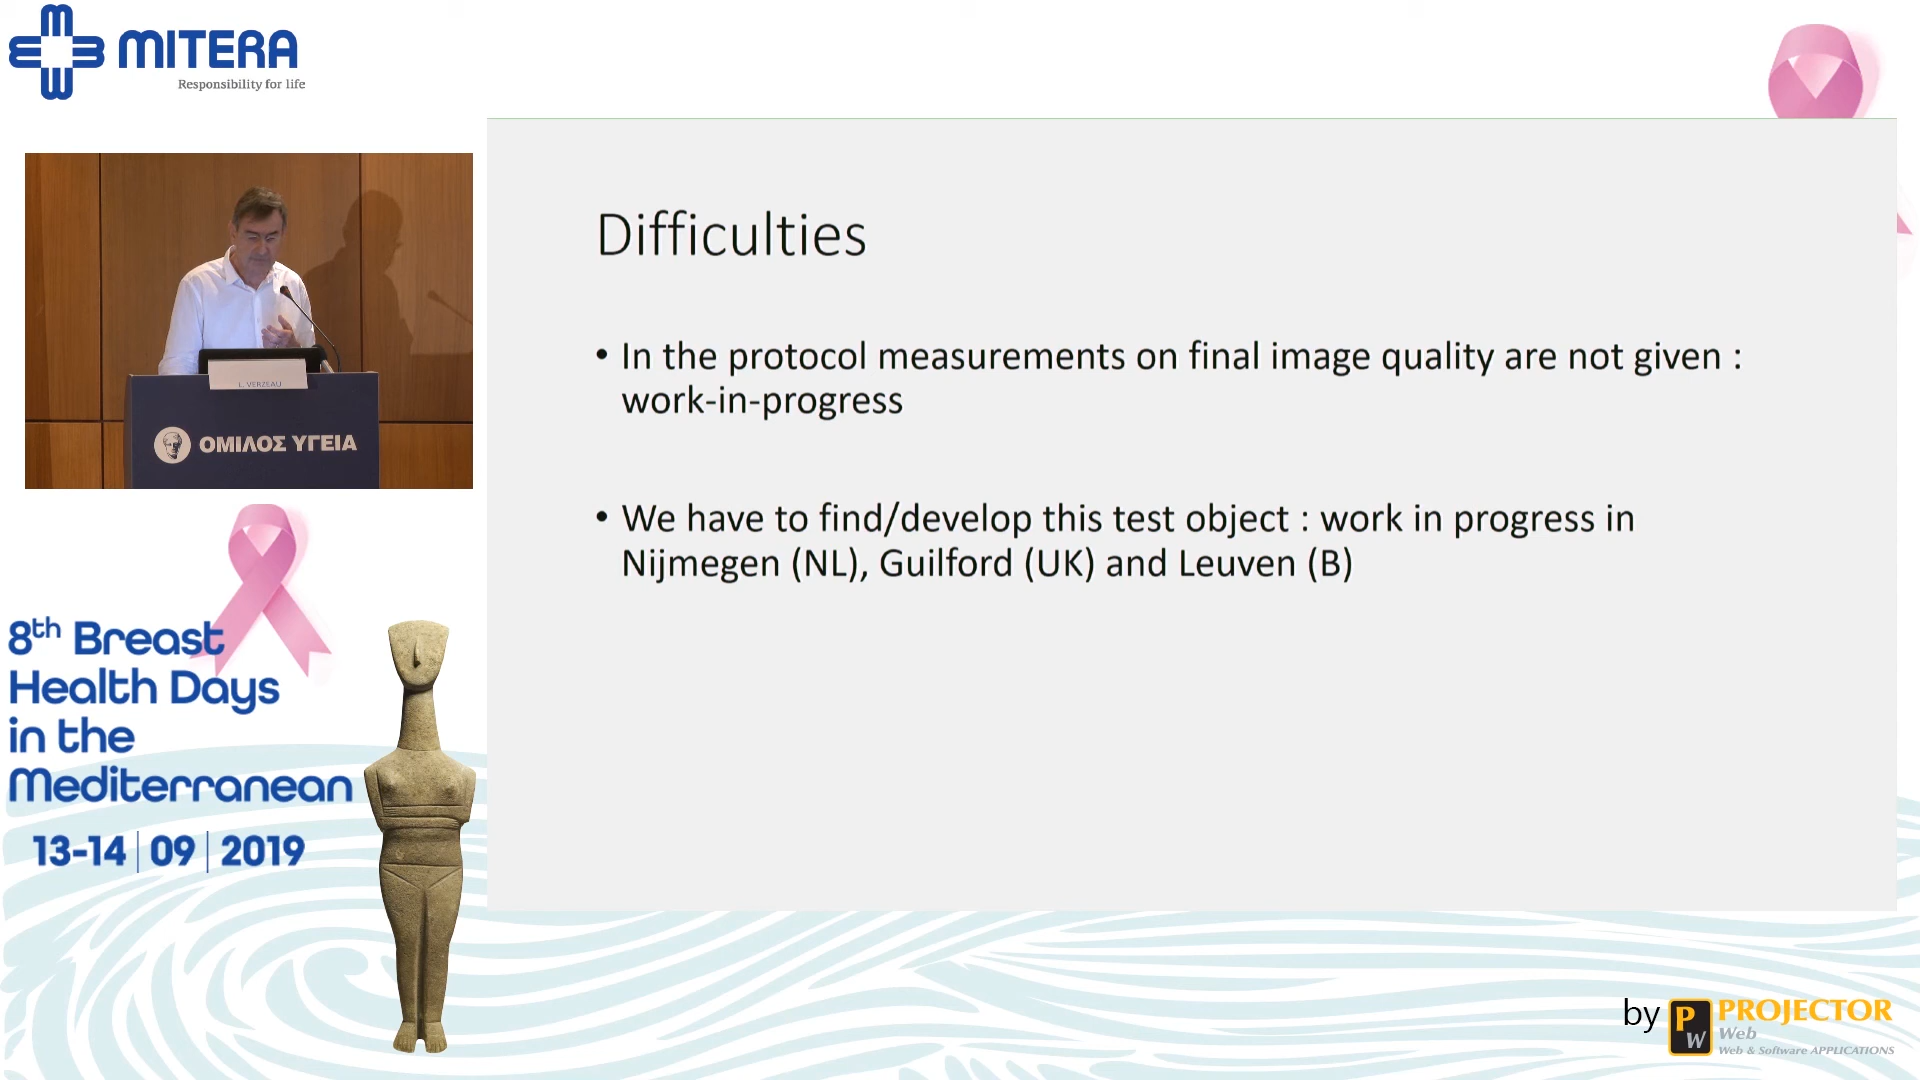 MITERA
Responsibility for life
L. VERZEAU
ΟΜΙΛΟΣ ΥΓΕΙΑ
8th Breast
Health Days
in the
Mediterranean
13-14 | 09 | 2019
Difficulties
• In the protocol measurements on final image quality are not given :
work-in-progress
• We have to find/develop this test object : work in progress in
Nijmegen (NL), Guilford (UK) and Leuven (B)
by PW PROJECTOR
Web
Web & Software APPLICATIONS